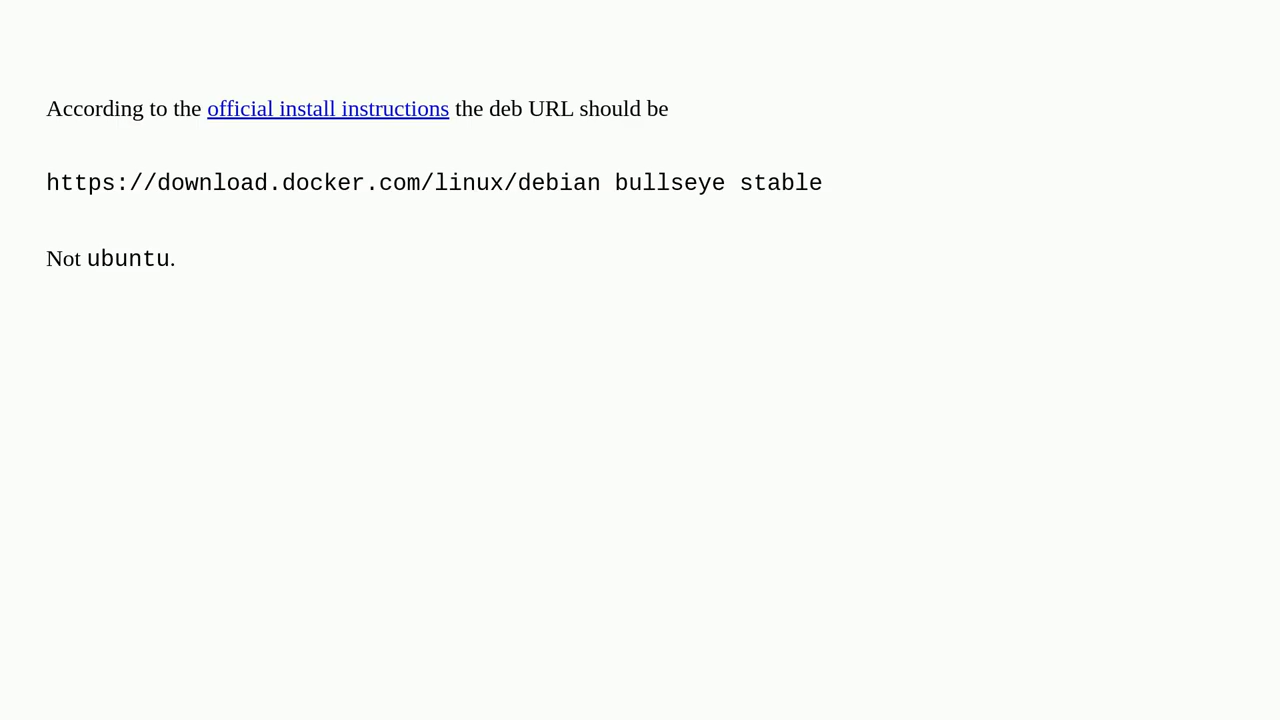 According to the official install instructions the deb URL should be
https://download.docker.com/linux/debian bullseye stable
Not ubuntu.